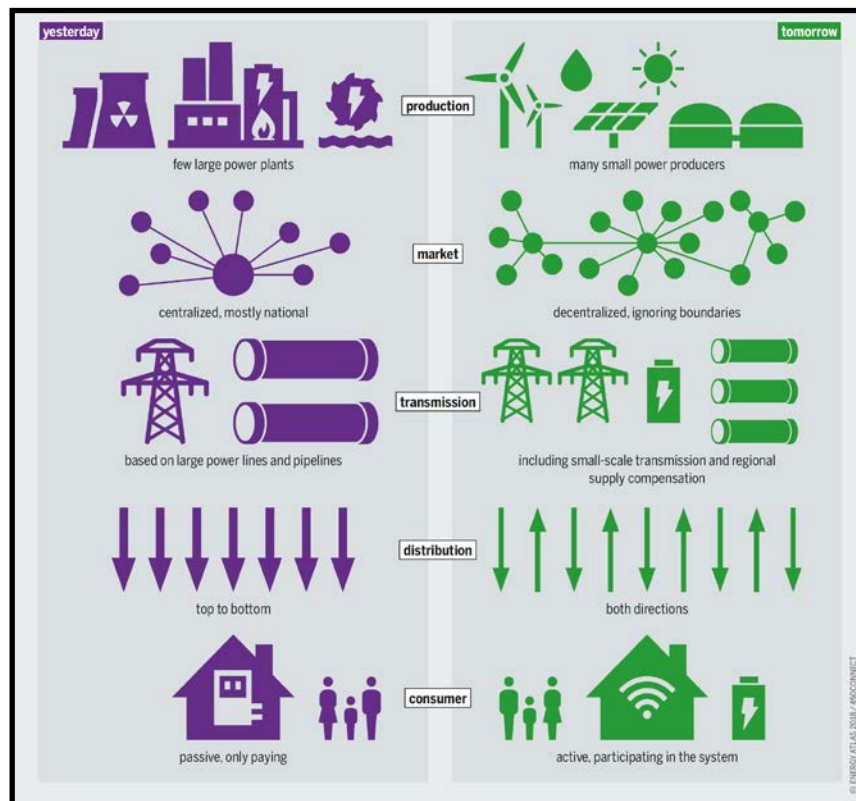 yesterday
tomorrow
production
few large power plants
many small power producers
market
centralized, mostly national
decentralized, ignoring boundaries
transmission
based on large power lines and pipelines
including small-scale transmission and regional
supply compensation
distribution
top to bottom
both directions
consumer
passive, only paying
active, participating in the system
© ENERGY ATLAS 2018 / 450CONNECT